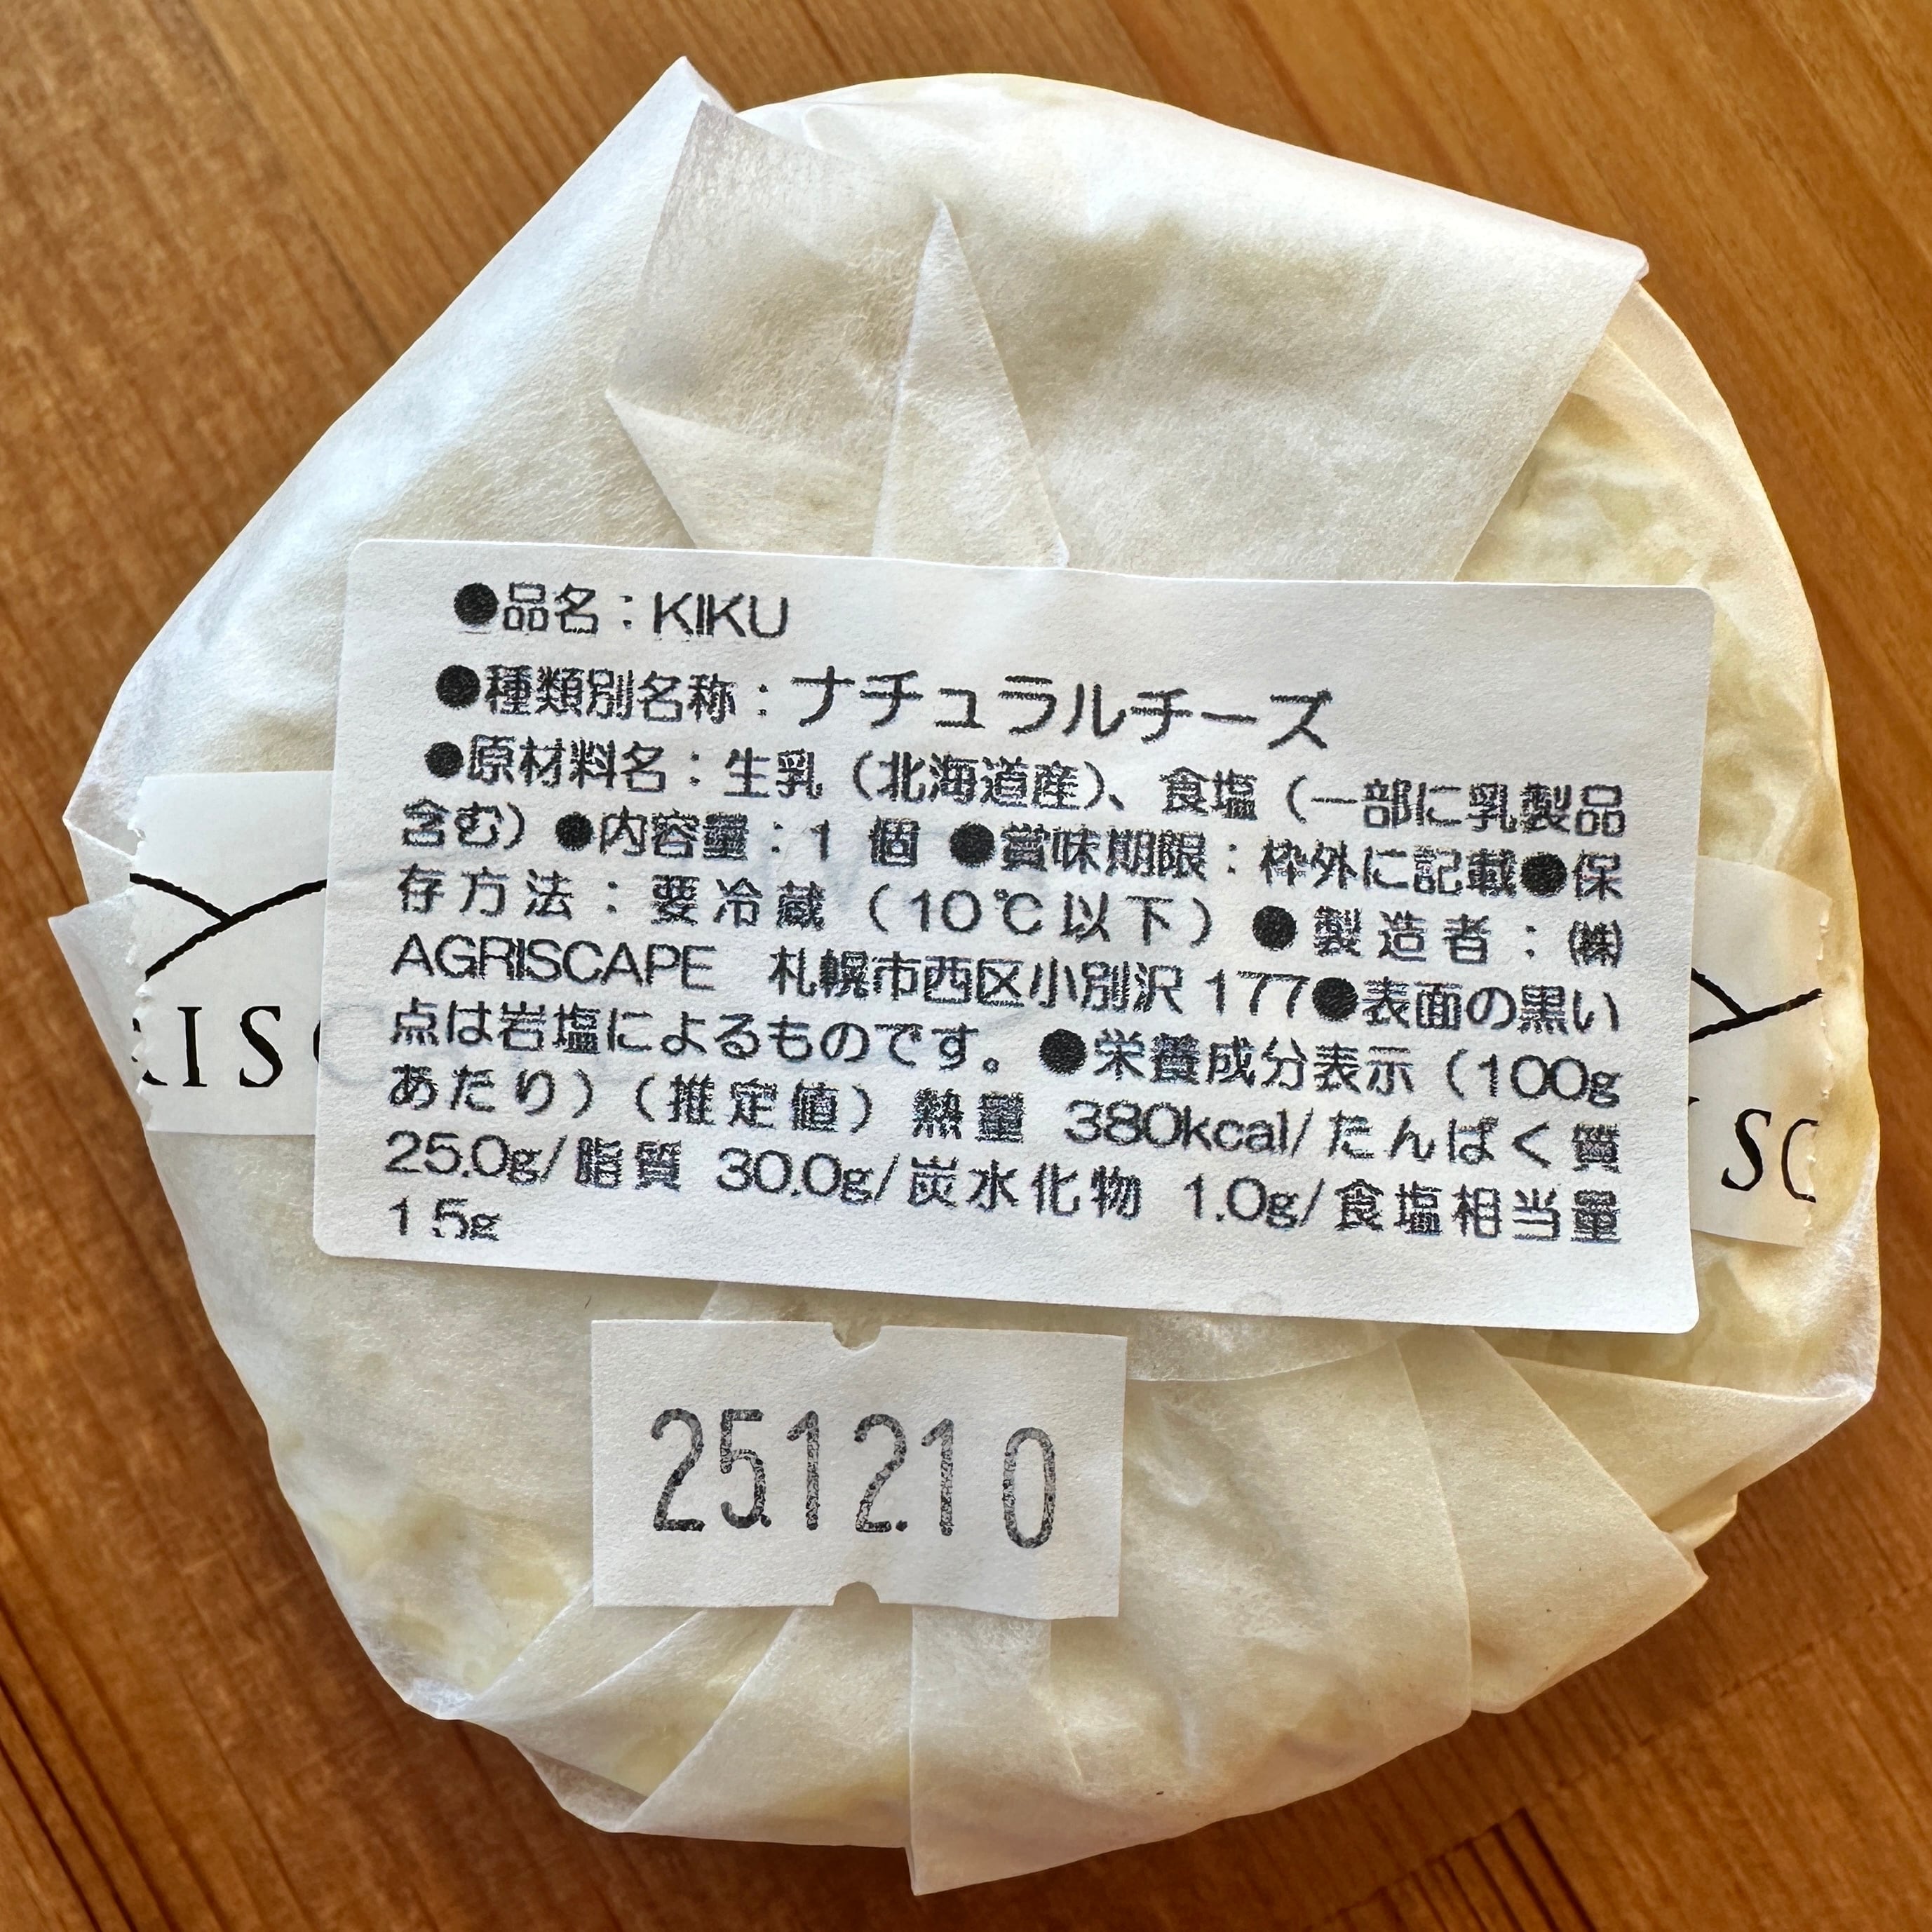 ●品名：KIKU
●種類別名称：ナチュラルチーズ
●原材料名：生乳（北海道産）、食塩（一部に乳製品
含む）●内容量：1 個 ●賞味期限：枠外に記載●保
存方法：要冷蔵（10℃以下）●製造者：㈱
AGRISCAPE 札幌市西区小別沢 177●表面の黒い
点は岩塩によるものです。●栄養成分表示（100g
あたり）（推定値）熱量 380kcal/たんぱく質
25.0g/脂質 30.0g/炭水化物 1.0g/食塩相当量
1.5g
RISC
SC
25.12.10